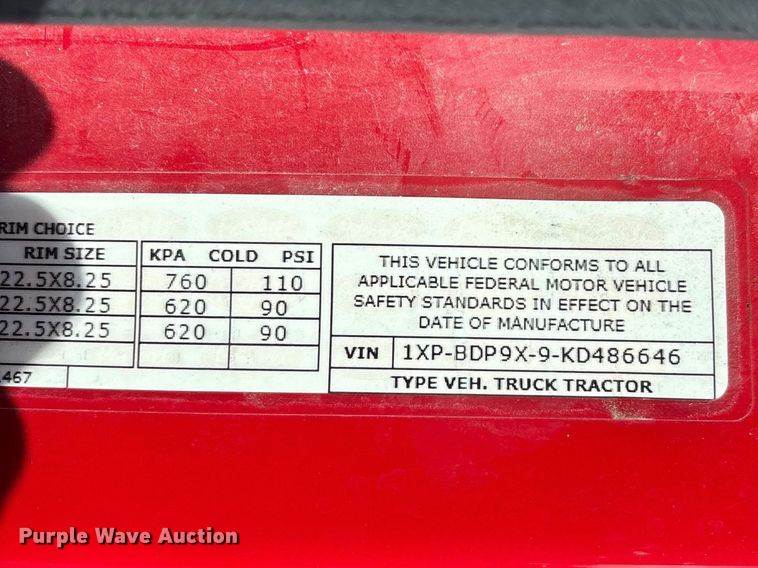 RIM CHOICE
RIM SIZE
22.5X8.25
22.5X8.25
22.5X8.25
467
KPA COLD PSI
760 110
620 90
620 90
THIS VEHICLE CONFORMS TO ALL
APPLICABLE FEDERAL MOTOR VEHICLE
SAFETY STANDARDS IN EFFECT ON THE
DATE OF MANUFACTURE
VIN 1XP-BDP9X-9-KD486646
TYPE VEH. TRUCK TRACTOR
Purple Wave Auction